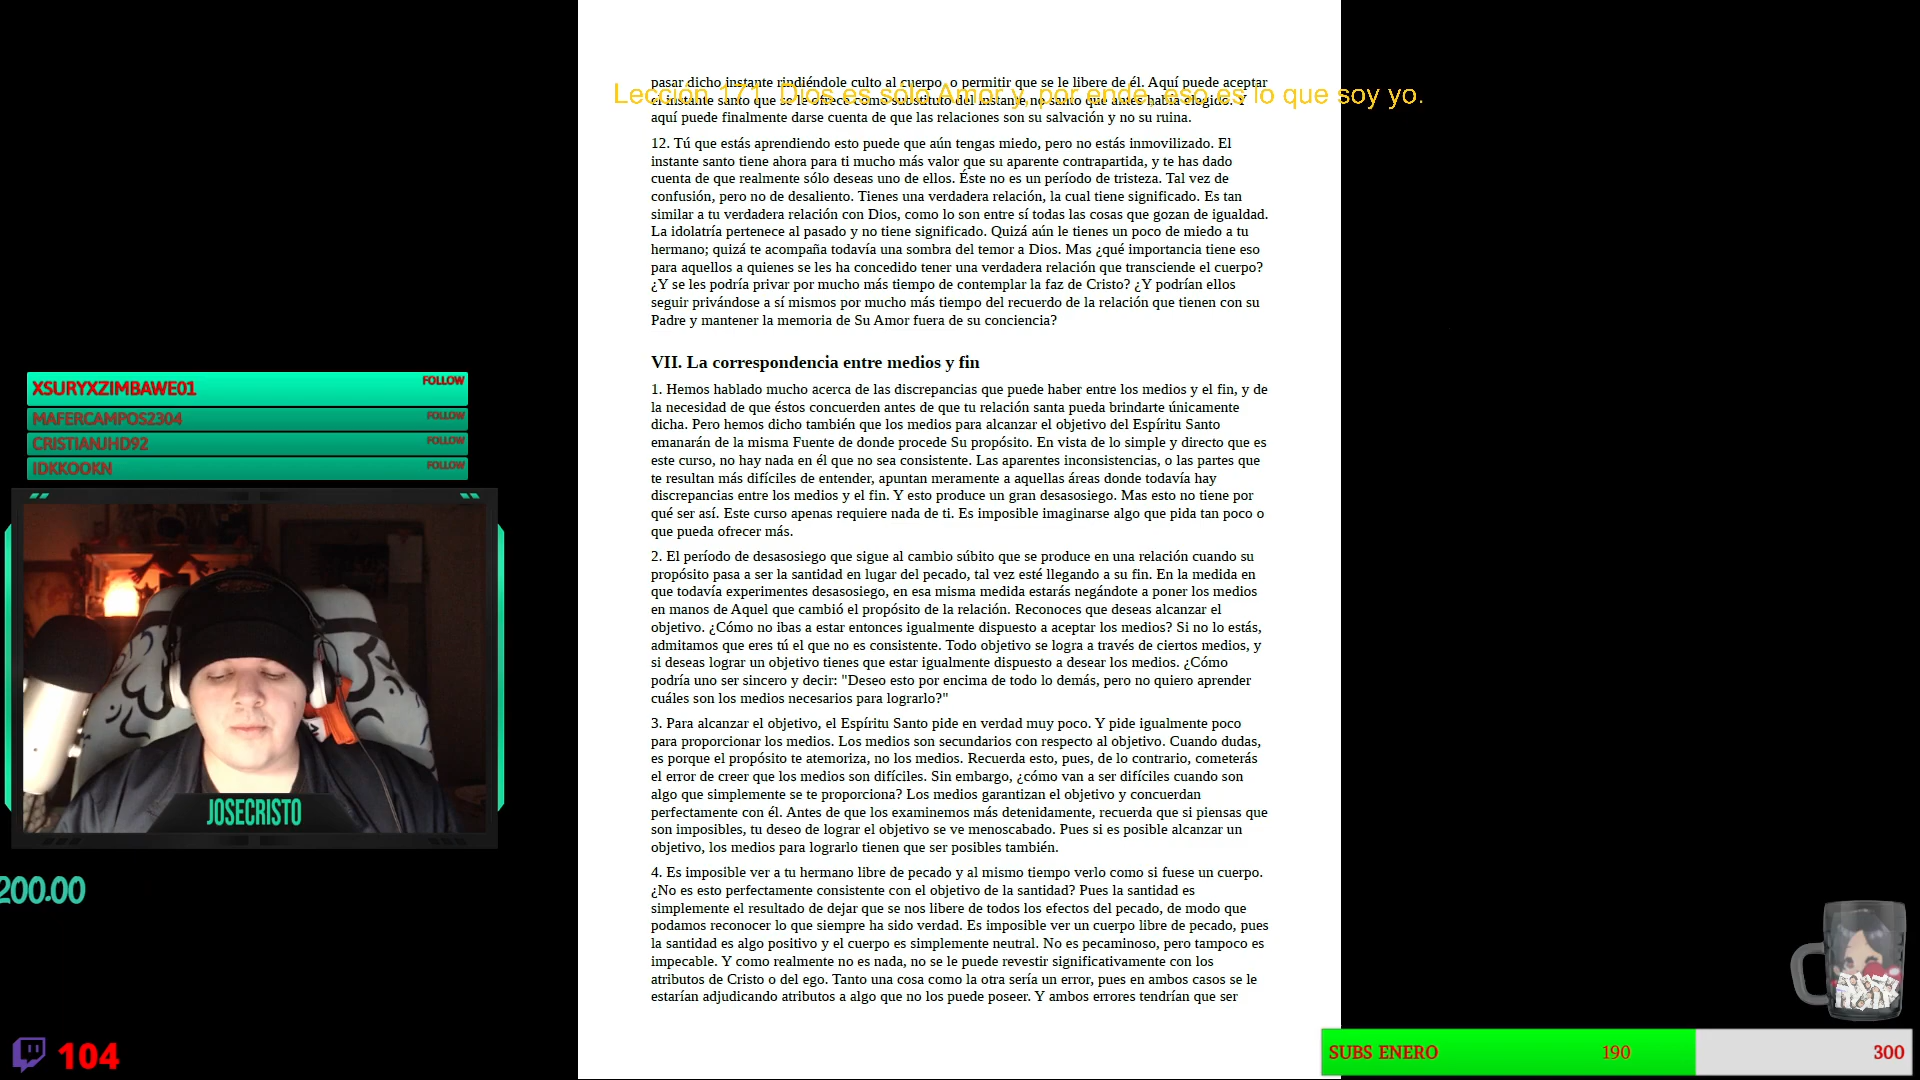 pasar dicho instante rindiéndole culto al cuerpo, o permitir que se le libere de él. Aquí puede aceptar
Lección 171. Dios es sólo Amor y, por ende, eso es lo que soy yo.
el instante santo que se le ofrece como substituto del instante no santo que antes había elegido. Y
aquí puede finalmente darse cuenta de que las relaciones son su salvación y no su ruina.
12. Tú que estás aprendiendo esto puede que aún tengas miedo, pero no estás inmovilizado. El
instante santo tiene ahora para ti mucho más valor que su aparente contrapartida, y te has dado
cuenta de que realmente sólo deseas uno de ellos. Éste no es un período de tristeza. Tal vez de
confusión, pero no de desaliento. Tienes una verdadera relación, la cual tiene significado. Es tan
similar a tu verdadera relación con Dios, como lo son entre sí todas las cosas que gozan de igualdad.
La idolatría pertenece al pasado y no tiene significado. Quizá aún le tienes un poco de miedo a tu
hermano; quizá te acompaña todavía una sombra del temor a Dios. Mas ¿qué importancia tiene eso
para aquellos a quienes se les ha concedido tener una verdadera relación que transciende el cuerpo?
¿Y se les podría privar por mucho más tiempo de contemplar la faz de Cristo? ¿Y podrían ellos
seguir privándose a sí mismos por mucho más tiempo del recuerdo de la relación que tienen con su
Padre y mantener la memoria de Su Amor fuera de su conciencia?
VII. La correspondencia entre medios y fin
1. Hemos hablado mucho acerca de las discrepancias que puede haber entre los medios y el fin, y de
la necesidad de que éstos concuerden antes de que tu relación santa pueda brindarte únicamente
dicha. Pero hemos dicho también que los medios para alcanzar el objetivo del Espíritu Santo
emanarán de la misma Fuente de donde procede Su propósito. En vista de lo simple y directo que es
este curso, no hay nada en él que no sea consistente. Las aparentes inconsistencias, o las partes que
te resultan más difíciles de entender, apuntan meramente a aquellas áreas donde todavía hay
discrepancias entre los medios y el fin. Y esto produce un gran desasosiego. Mas esto no tiene por
qué ser así. Este curso apenas requiere nada de ti. Es imposible imaginarse algo que pida tan poco o
que pueda ofrecer más.
2. El período de desasosiego que sigue al cambio súbito que se produce en una relación cuando su
propósito pasa a ser la santidad en lugar del pecado, tal vez esté llegando a su fin. En la medida en
que todavía experimentes desasosiego, en esa misma medida estarás negándote a poner los medios
en manos de Aquel que cambió el propósito de la relación. Reconoces que deseas alcanzar el
objetivo. ¿Cómo no ibas a estar entonces igualmente dispuesto a aceptar los medios? Si no lo estás,
admitamos que eres tú el que no es consistente. Todo objetivo se logra a través de ciertos medios, y
si deseas lograr un objetivo tienes que estar igualmente dispuesto a desear los medios. ¿Cómo
podría uno ser sincero y decir: "Deseo esto por encima de todo lo demás, pero no quiero aprender
cuáles son los medios necesarios para lograrlo?"
3. Para alcanzar el objetivo, el Espíritu Santo pide en verdad muy poco. Y pide igualmente poco
para proporcionar los medios. Los medios son secundarios con respecto al objetivo. Cuando dudas,
es porque el propósito te atemoriza, no los medios. Recuerda esto, pues, de lo contrario, cometerás
el error de creer que los medios son difíciles. Sin embargo, ¿cómo van a ser difíciles cuando son
algo que simplemente se te proporciona? Los medios garantizan el objetivo y concuerdan
perfectamente con él. Antes de que los examinemos más detenidamente, recuerda que si piensas que
son imposibles, tu deseo de lograr el objetivo se ve menoscabado. Pues si es posible alcanzar un
objetivo, los medios para lograrlo tienen que ser posibles también.
4. Es imposible ver a tu hermano libre de pecado y al mismo tiempo verlo como si fuese un cuerpo.
¿No es esto perfectamente consistente con el objetivo de la santidad? Pues la santidad es
simplemente el resultado de dejar que se nos libere de todos los efectos del pecado, de modo que
podamos reconocer lo que siempre ha sido verdad. Es imposible ver un cuerpo libre de pecado, pues
la santidad es algo positivo y el cuerpo es simplemente neutral. No es pecaminoso, pero tampoco es
impecable. Y como realmente no es nada, no se le puede revestir significativamente con los
atributos de Cristo o del ego. Tanto una cosa como la otra sería un error, pues en ambos casos se le
estarían adjudicando atributos a algo que no los puede poseer. Y ambos errores tendrían que ser
XSURYXZIMBAWE01 FOLLOW
MAFERCAMPOS2304 FOLLOW
CRISTIANJHD92 FOLLOW
IDKKOOKN FOLLOW
JOSECRISTO
200.00
104
SUBS ENERO 190 300